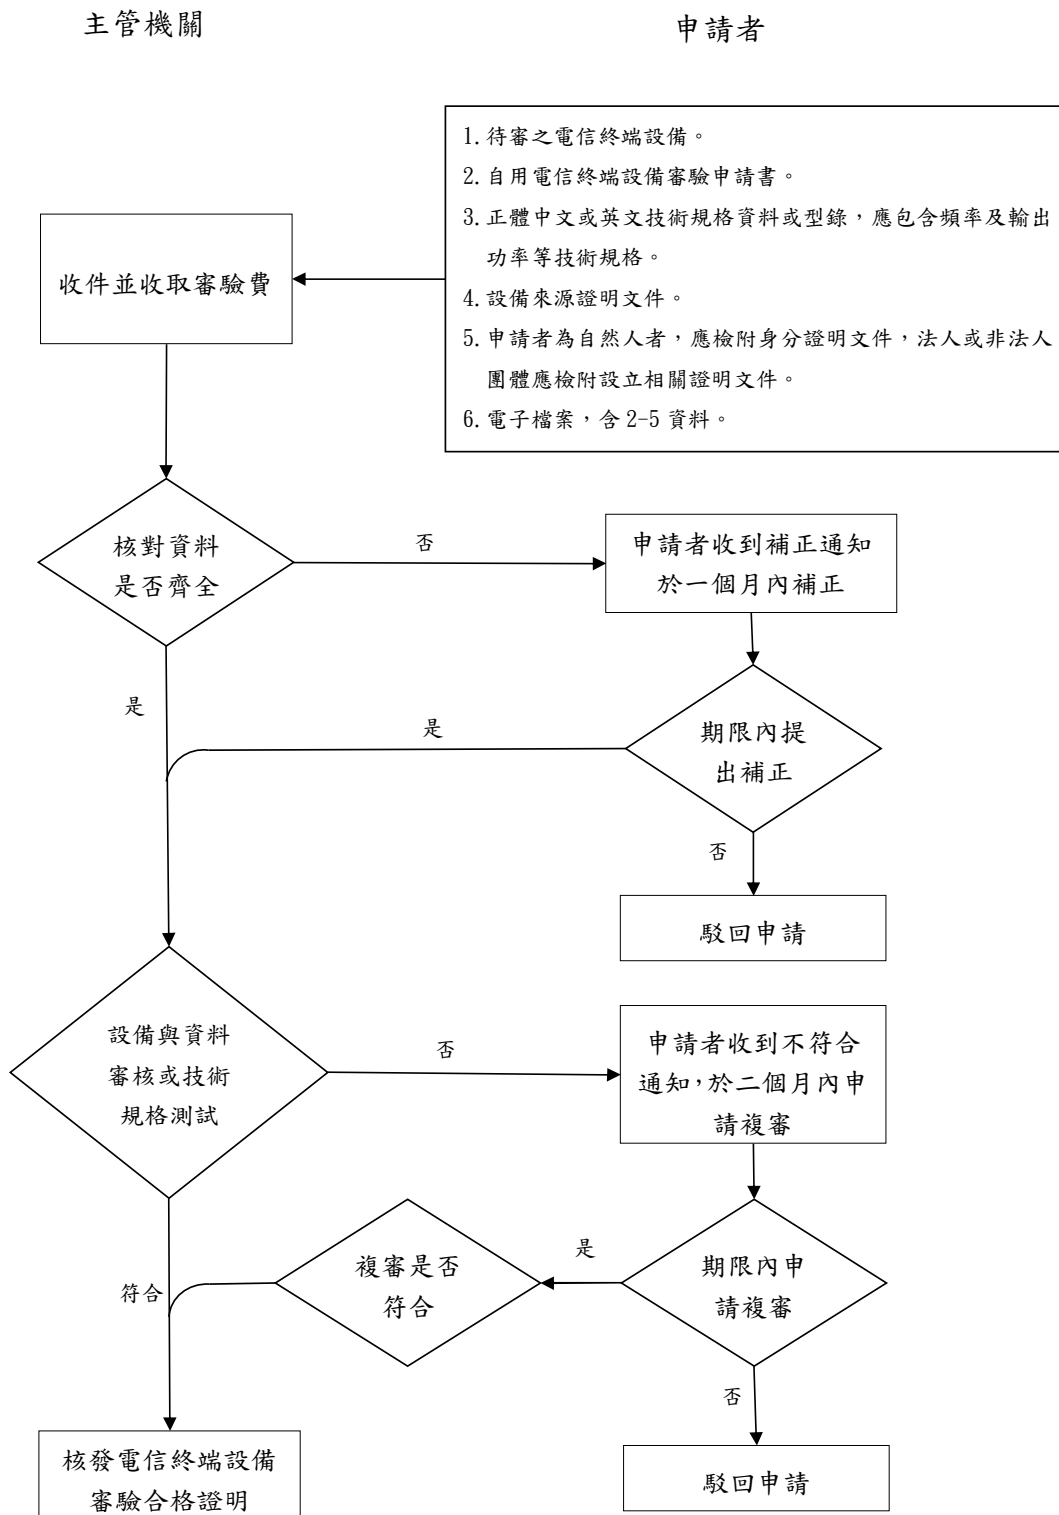 主管機關
申請者
1.待審之電信終端設備。
2.自用電信終端設備審驗申請書。
3.正體中文或英文技術規格資料或型錄，應包含頻率及輸出
功率等技術規格。
4.設備來源證明文件。
5.申請者為自然人者，應檢附身分證明文件，法人或非法人
團體應檢附設立相關證明文件。
6.電子檔案，含 2-5 資料。
收件並收取審驗費
核對資料
是否齊全
否
申請者收到補正通知
於一個月內補正
是
是
期限內提
出補正
否
駁回申請
設備與資料
審核或技術
規格測試
否
申請者收到不符合
通知，於二個月內申
請複審
符合
複審是否
符合
是
期限內申
請複審
否
核發電信終端設備
審驗合格證明
駁回申請